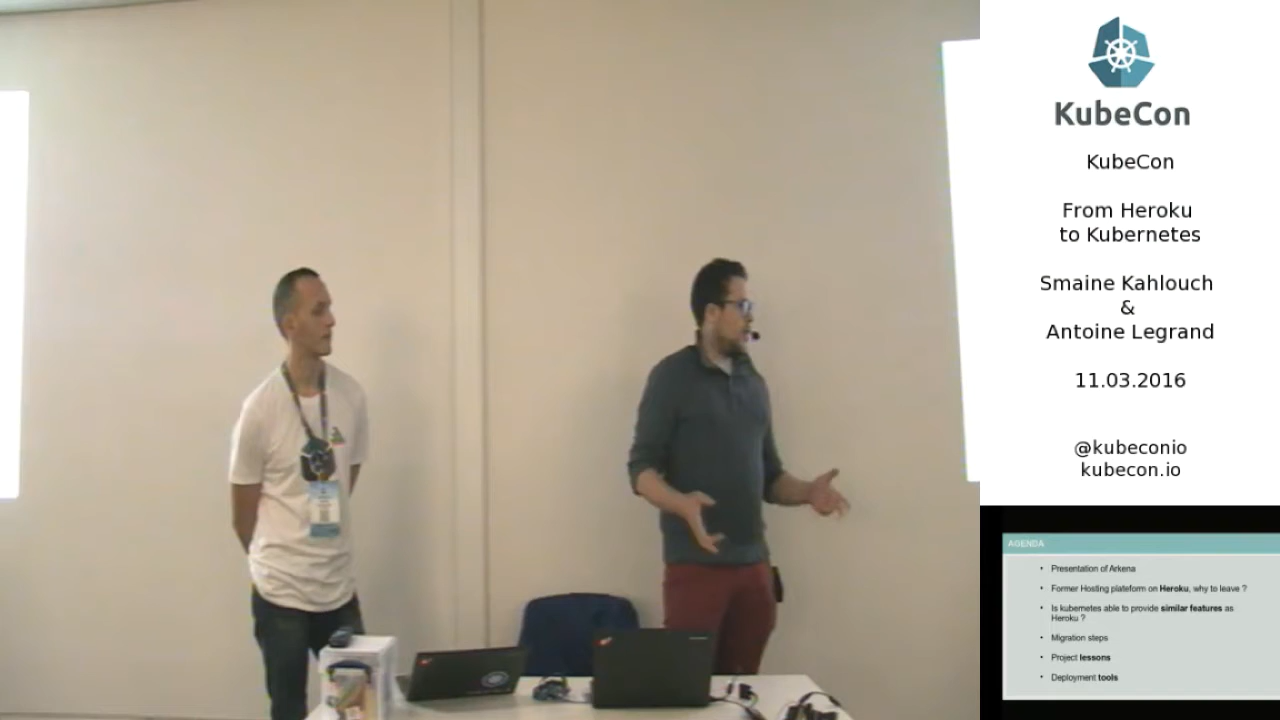 KubeCon
KubeCon
From Heroku
to Kubernetes
Smaine Kahlouch
&
Antoine Legrand
11.03.2016
@kubeconio
kubecon.io
AGENDA
• Presentation of Arkena
• Former Hosting plateform on Heroku, why to leave ?
• Is kubernetes able to provide similar features as
Heroku ?
• Migration steps
• Project lessons
• Deployment tools